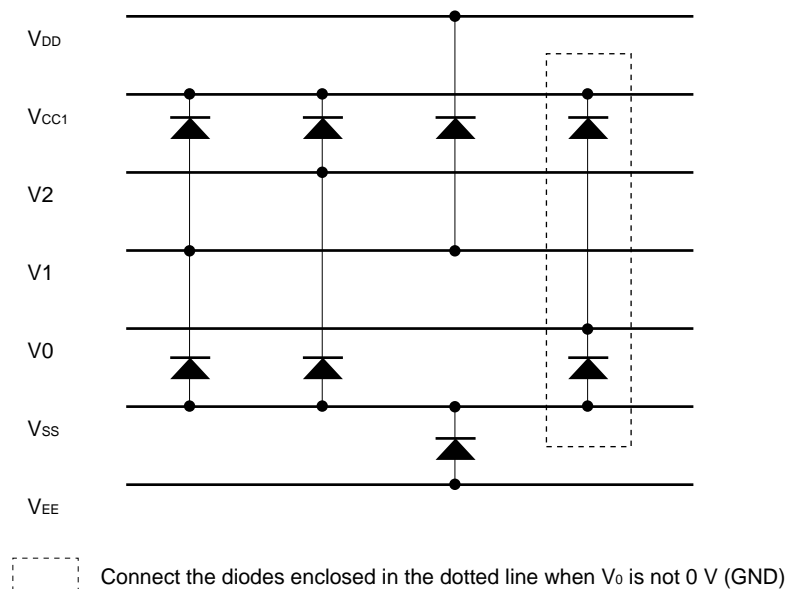 VDD
VCC1
V2
V1
V0
VSS
VEE
Connect the diodes enclosed in the dotted line when V0 is not 0 V (GND)